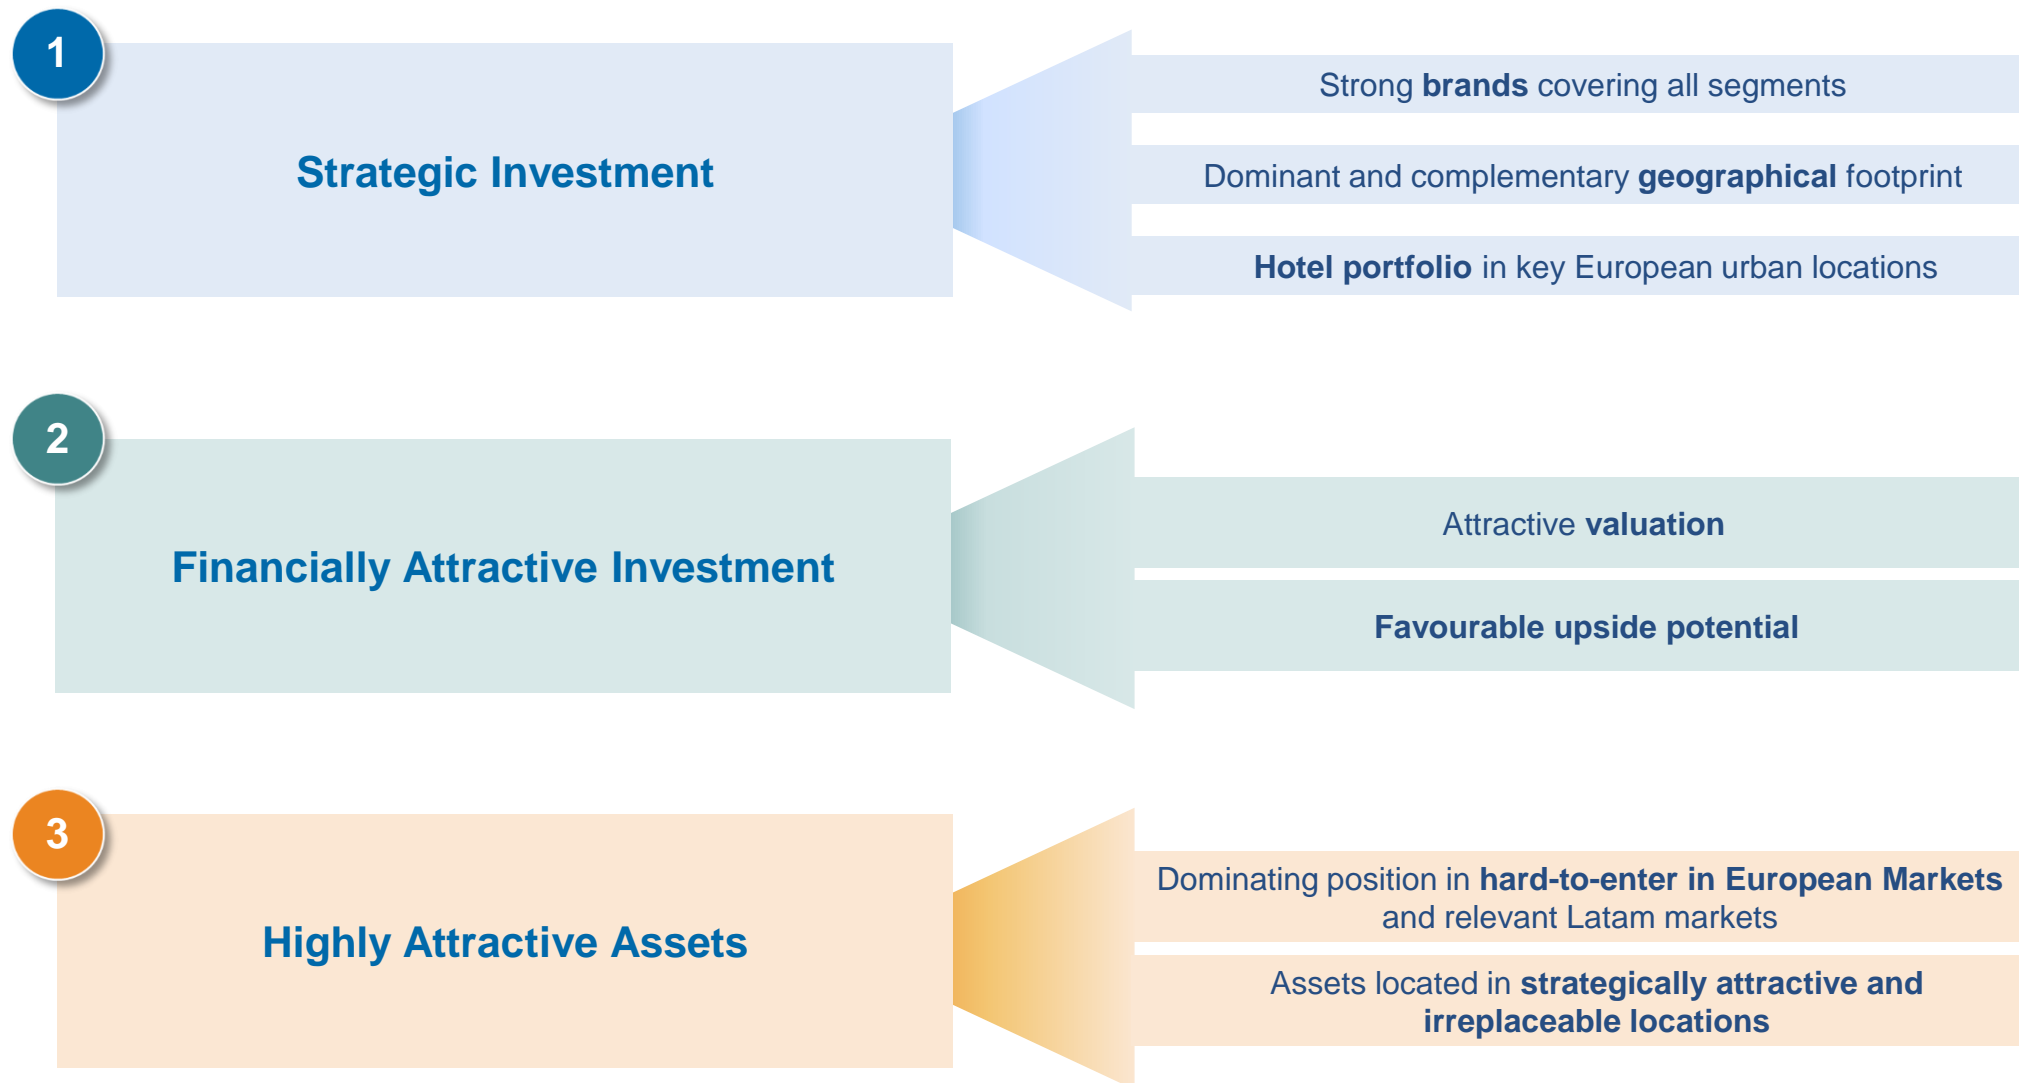 1
Strategic Investment
Strong brands covering all segments
Dominant and complementary geographical footprint
Hotel portfolio in key European urban locations
2
Financially Attractive Investment
Attractive valuation
Favourable upside potential
3
Highly Attractive Assets
Dominating position in hard-to-enter in European Markets
and relevant Latam markets
Assets located in strategically attractive and
irreplaceable locations